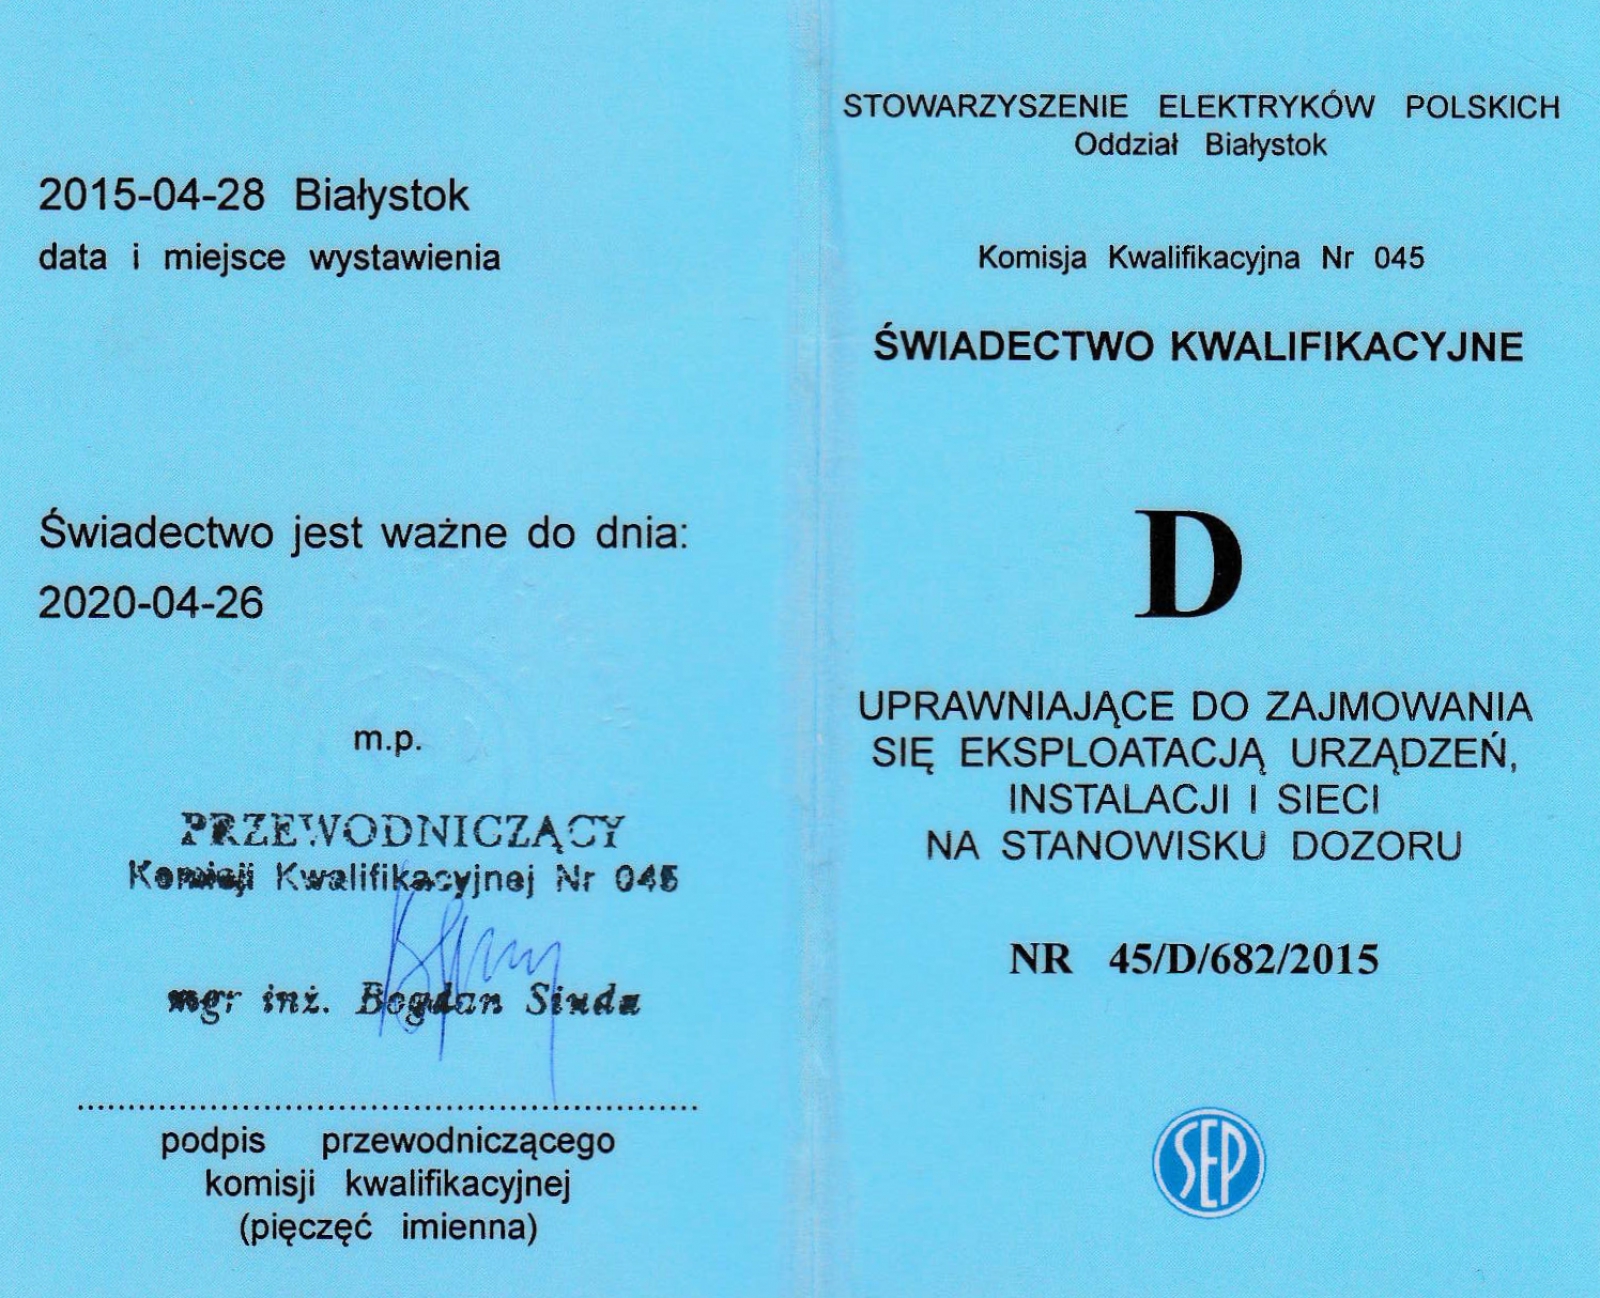 2015-04-28 Białystok
data i miejsce wystawienia
Świadectwo jest ważne do dnia:
2020-04-26
m.p.
PRZEWODNICZĄCY
Komisji Kwalifikacyjnej Nr 045
mgr inż. Bogdan Siuda
podpis przewodniczącego
komisji kwalifikacyjnej
(pięczęć imienna)
STOWARZYSZENIE ELEKTRYKÓW POLSKICH
Oddział Białystok
Komisja Kwalifikacyjna Nr 045
ŚWIADECTWO KWALIFIKACYJNE
D
UPRAWNIAJĄCE DO ZAJMOWANIA
SIĘ EKSPLOATACJĄ URZĄDZEŃ,
INSTALACJI I SIECI
NA STANOWISKU DOZORU
NR 45/D/682/2015
SEP